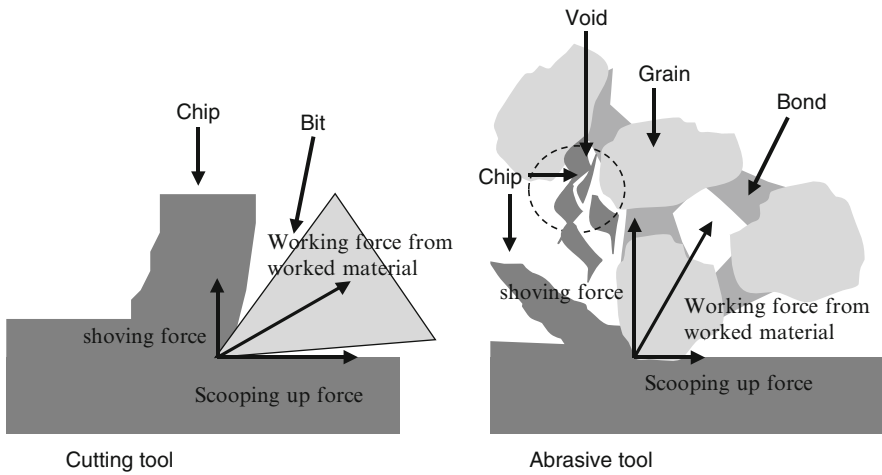 Chip
Bit
Working force from
worked material
shoving force
Scooping up force
Cutting tool
Void
Grain
Bond
Chip
shoving force
Working force from
worked material
Scooping up force
Abrasive tool